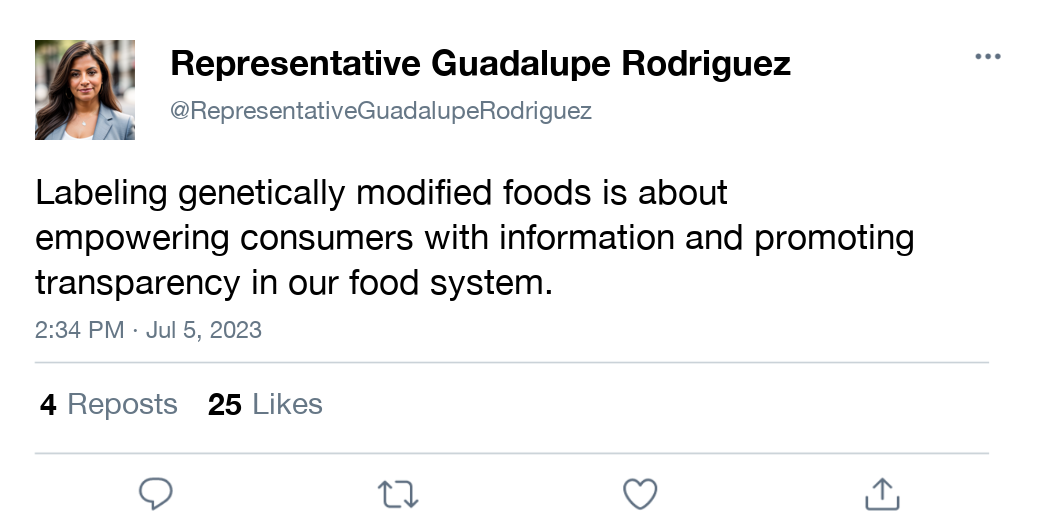 Representative Guadalupe Rodriguez
@RepresentativeGuadalupeRodriguez
Labeling genetically modified foods is about
empowering consumers with information and promoting
transparency in our food system.
2:34 PM · Jul 5, 2023
4 Reposts 25 Likes